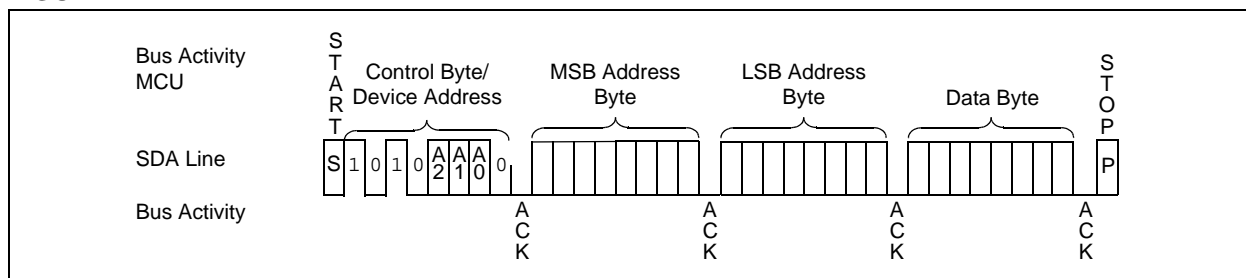 Bus Activity
MCU
START
Control Byte/
Device Address
MSB Address
Byte
LSB Address
Byte
Data Byte
STOP
SDA Line
S 1 0 1 0 A2 A1 A0 0
P
Bus Activity
ACK
ACK
ACK
ACK